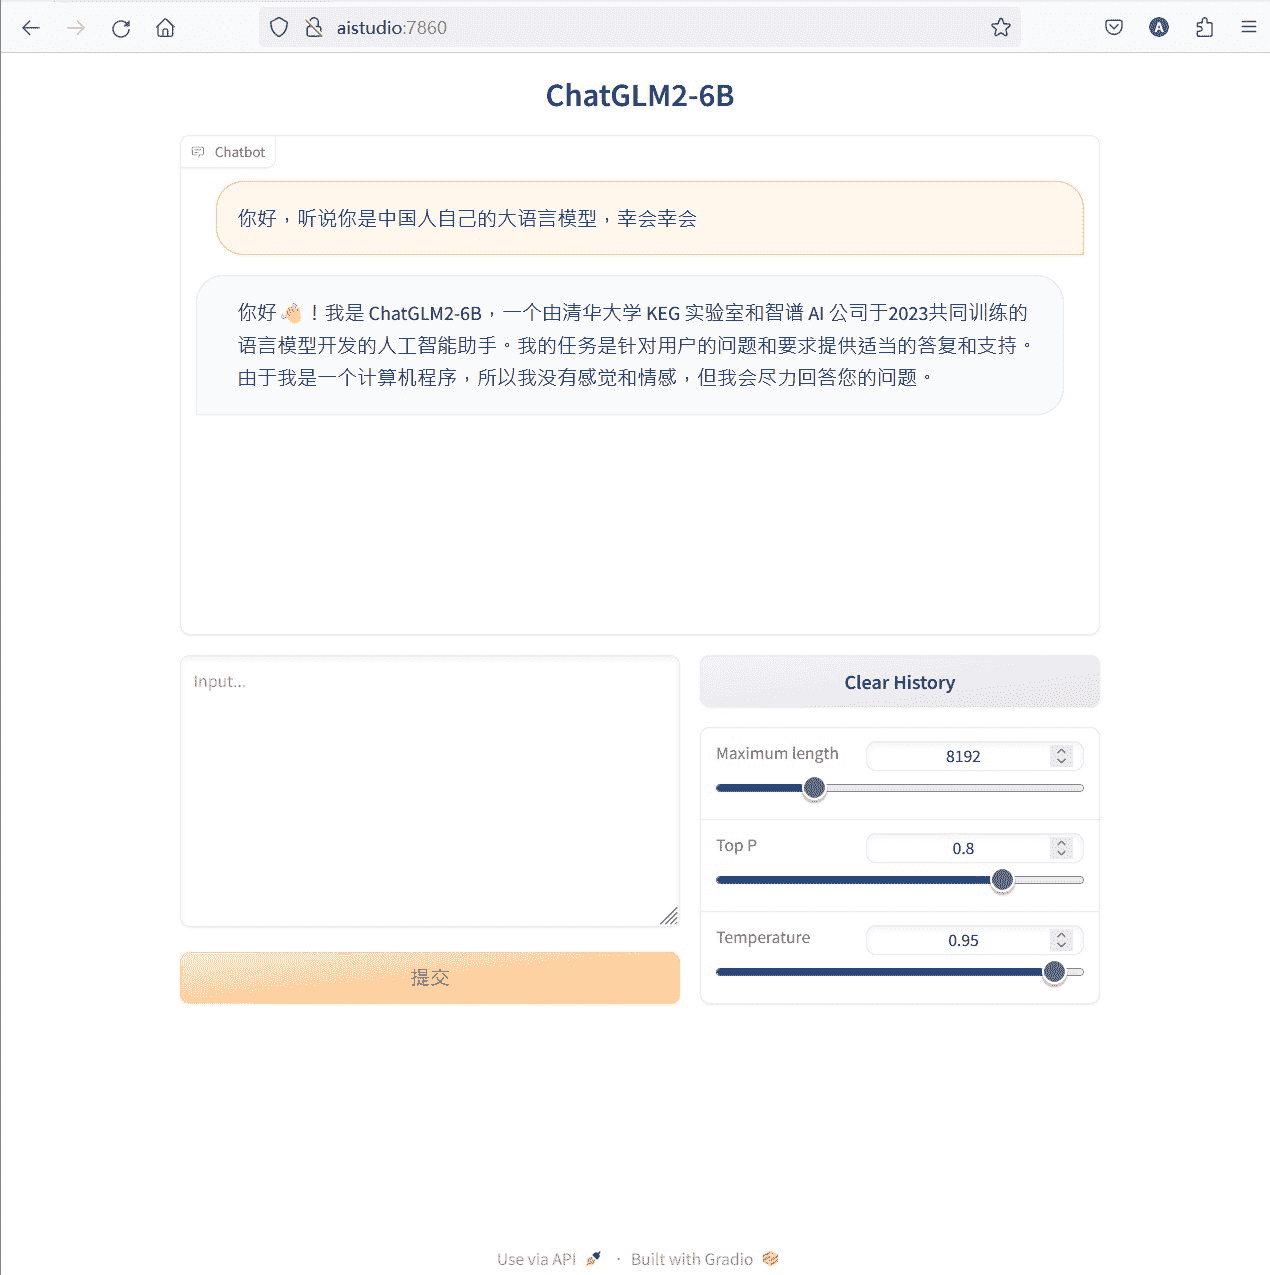 aistudio:7860
ChatGLM2-6B
Chatbot
你好，听说你是中国人自己的大语言模型，幸会幸会
你好👋！我是 ChatGLM2-6B，一个由清华大学 KEG 实验室和智谱 AI 公司于2023共同训练的
语言模型开发的人工智能助手。我的任务是针对用户的问题和要求提供适当的答复和支持。
由于我是一个计算机程序，所以我没有感觉和情感，但我会尽力回答您的问题。
Input...
提交
Clear History
Maximum length 8192
Top P 0.8
Temperature 0.95
Use via API · Built with Gradio